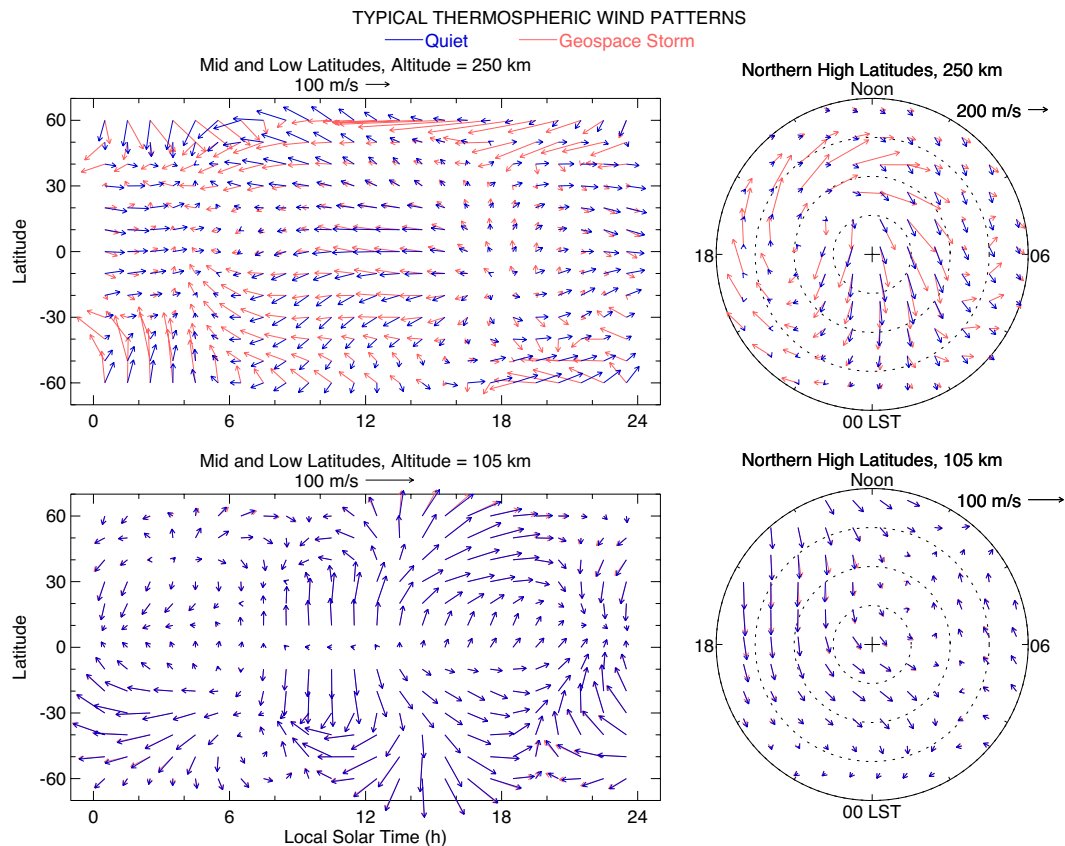 TYPICAL THERMOSPHERIC WIND PATTERNS
Quiet Geospace Storm
Mid and Low Latitudes, Altitude = 250 km
100 m/s
Latitude
60
30
0
-30
-60
0 6 12 18 24
Northern High Latitudes, 250 km
Noon
200 m/s
18 06
00 LST
Mid and Low Latitudes, Altitude = 105 km
100 m/s
Latitude
60
30
0
-30
-60
0 6 12 18 24
Local Solar Time (h)
Northern High Latitudes, 105 km
Noon
100 m/s
18 06
00 LST